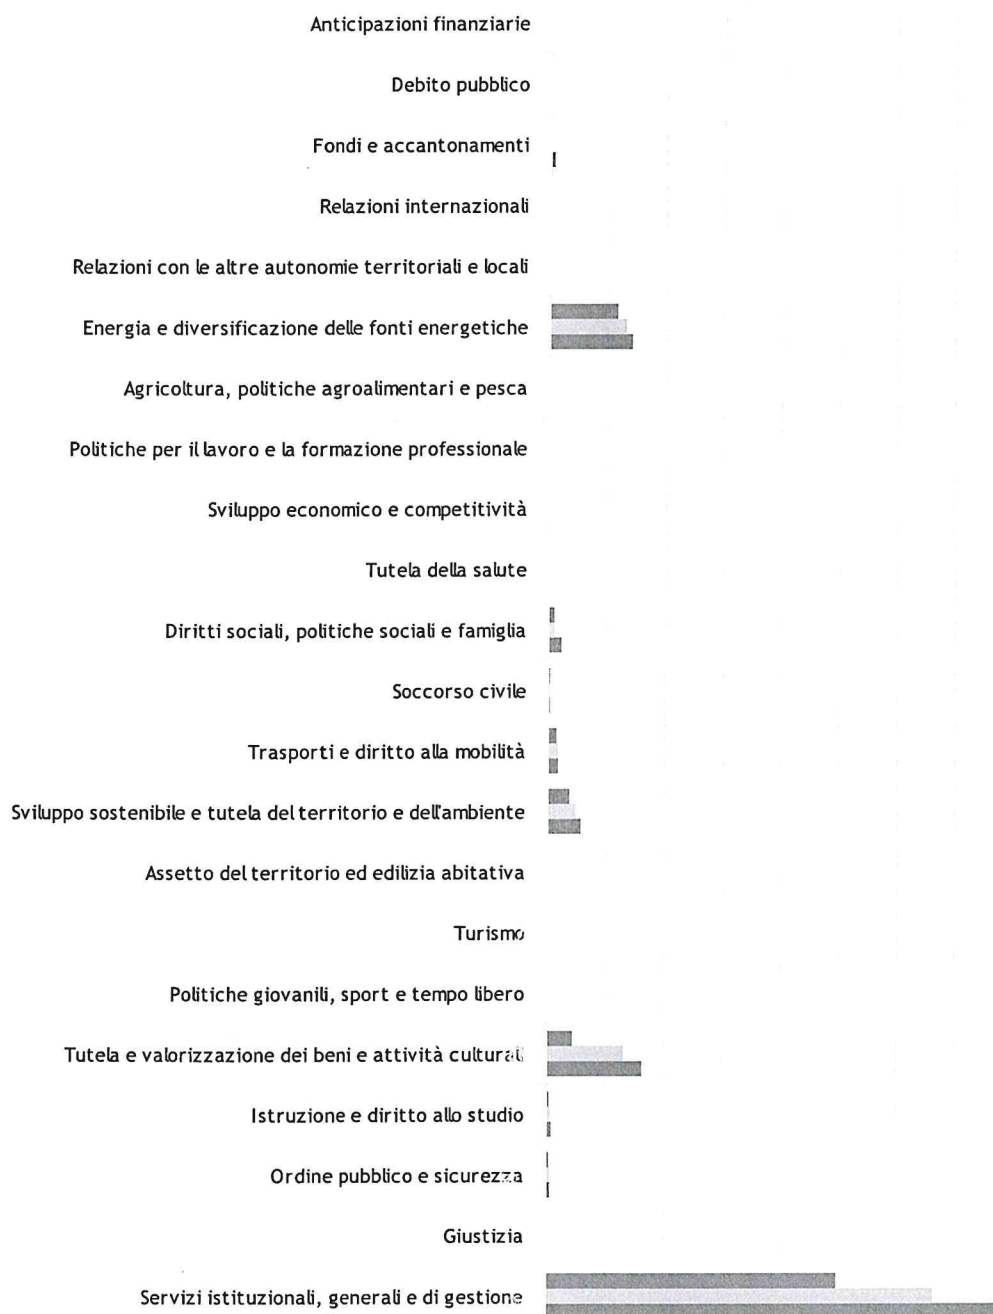 Anticipazioni finanziarie
Debito pubblico
Fondi e accantonamenti
Relazioni internazionali
Relazioni con le altre autonomie territoriali e locali
Energia e diversificazione delle fonti energetiche
Agricoltura, politiche agroalimentari e pesca
Politiche per il lavoro e la formazione professionale
Sviluppo economico e competitività
Tutela della salute
Diritti sociali, politiche sociali e famiglia
Soccorso civile
Trasporti e diritto alla mobilità
Sviluppo sostenibile e tutela del territorio e dell'ambiente
Assetto del territorio ed edilizia abitativa
Turismo
Politiche giovanili, sport e tempo libero
Tutela e valorizzazione dei beni e attività culturali
Istruzione e diritto allo studio
Ordine pubblico e sicurezza
Giustizia
Servizi istituzionali, generali e di gestione